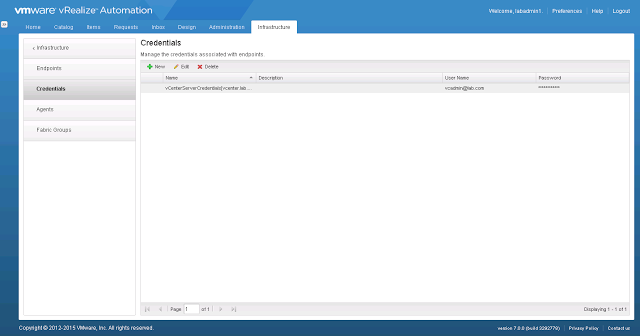 vmware vRealize Automation
Welcome, labadmin1. Preferences Help Logout
Home Catalog Items Requests Inbox Design Administration Infrastructure
< Infrastructure
Endpoints
Credentials
Agents
Fabric Groups
Credentials
Manage the credentials associated with endpoints.
New Edit Delete
Name Description User Name Password
vCenterServerCredentials[vcenter.lab... vcadmin@lab.com *********
Page 1 of 1
Displaying 1 - 1 of 1
Copyright © 2012-2015 VMware, Inc. All rights reserved.
version 7.0.0 (build 3292778) Privacy Policy Contact us